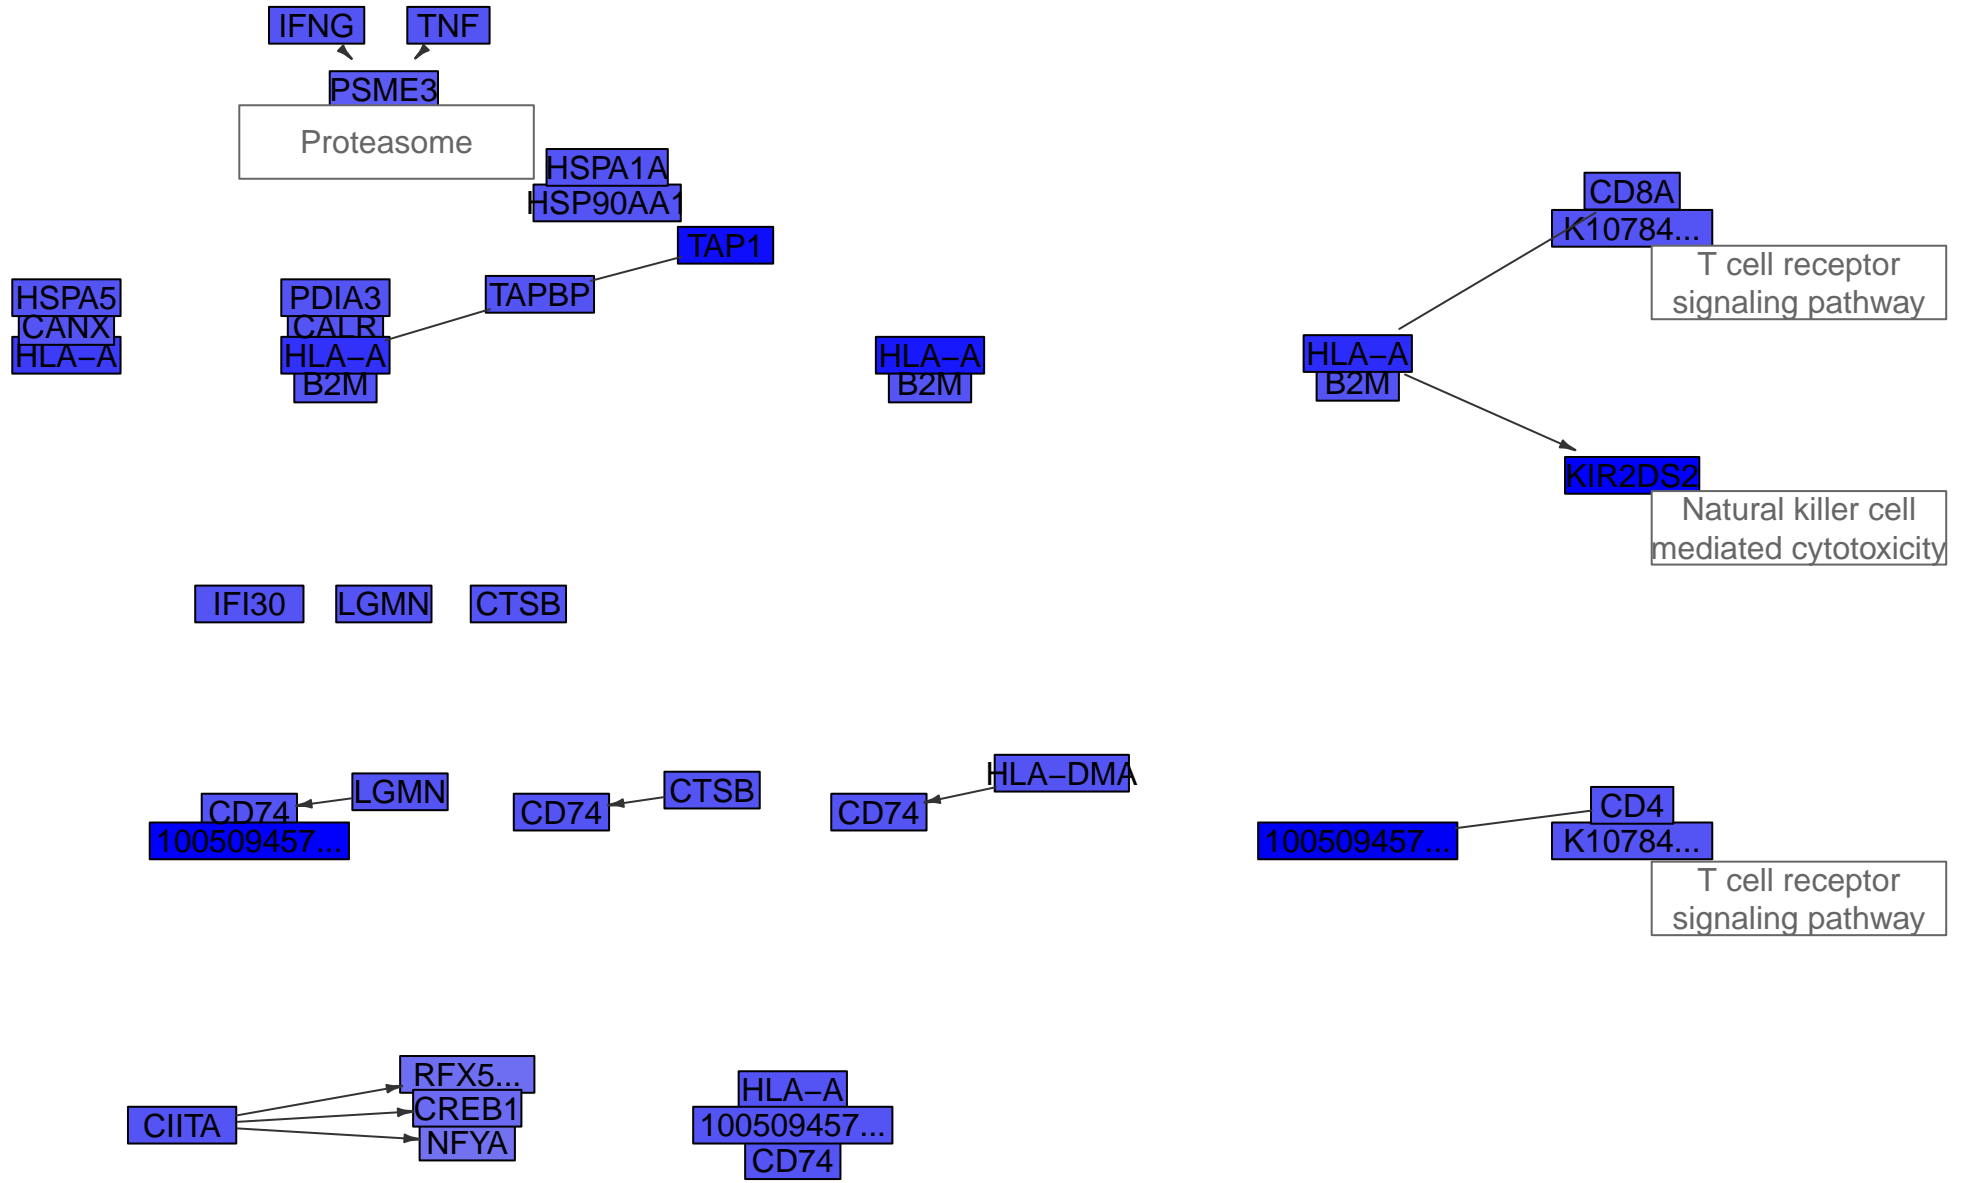 IFNG
TNF
PSME3
Proteasome
HSPA1A
HSP90AA1
CD8A
K10784...
TAP1
T cell receptor
signaling pathway
HSPA5
PDIA3
TAPBP
CANX
CALR
HLA−A
HLA−A
HLA−A
HLA−A
B2M
B2M
B2M
KIR2DS2
Natural killer cell
mediated cytotoxicity
IFI30
LGMN
CTSB
HLA−DMA
LGMN
CTSB
CD74
CD74
CD74
CD4
100509457...
100509457...
K10784...
T cell receptor
signaling pathway
RFX5...
HLA−A
CREB1
CIITA
100509457...
NFYA
CD74